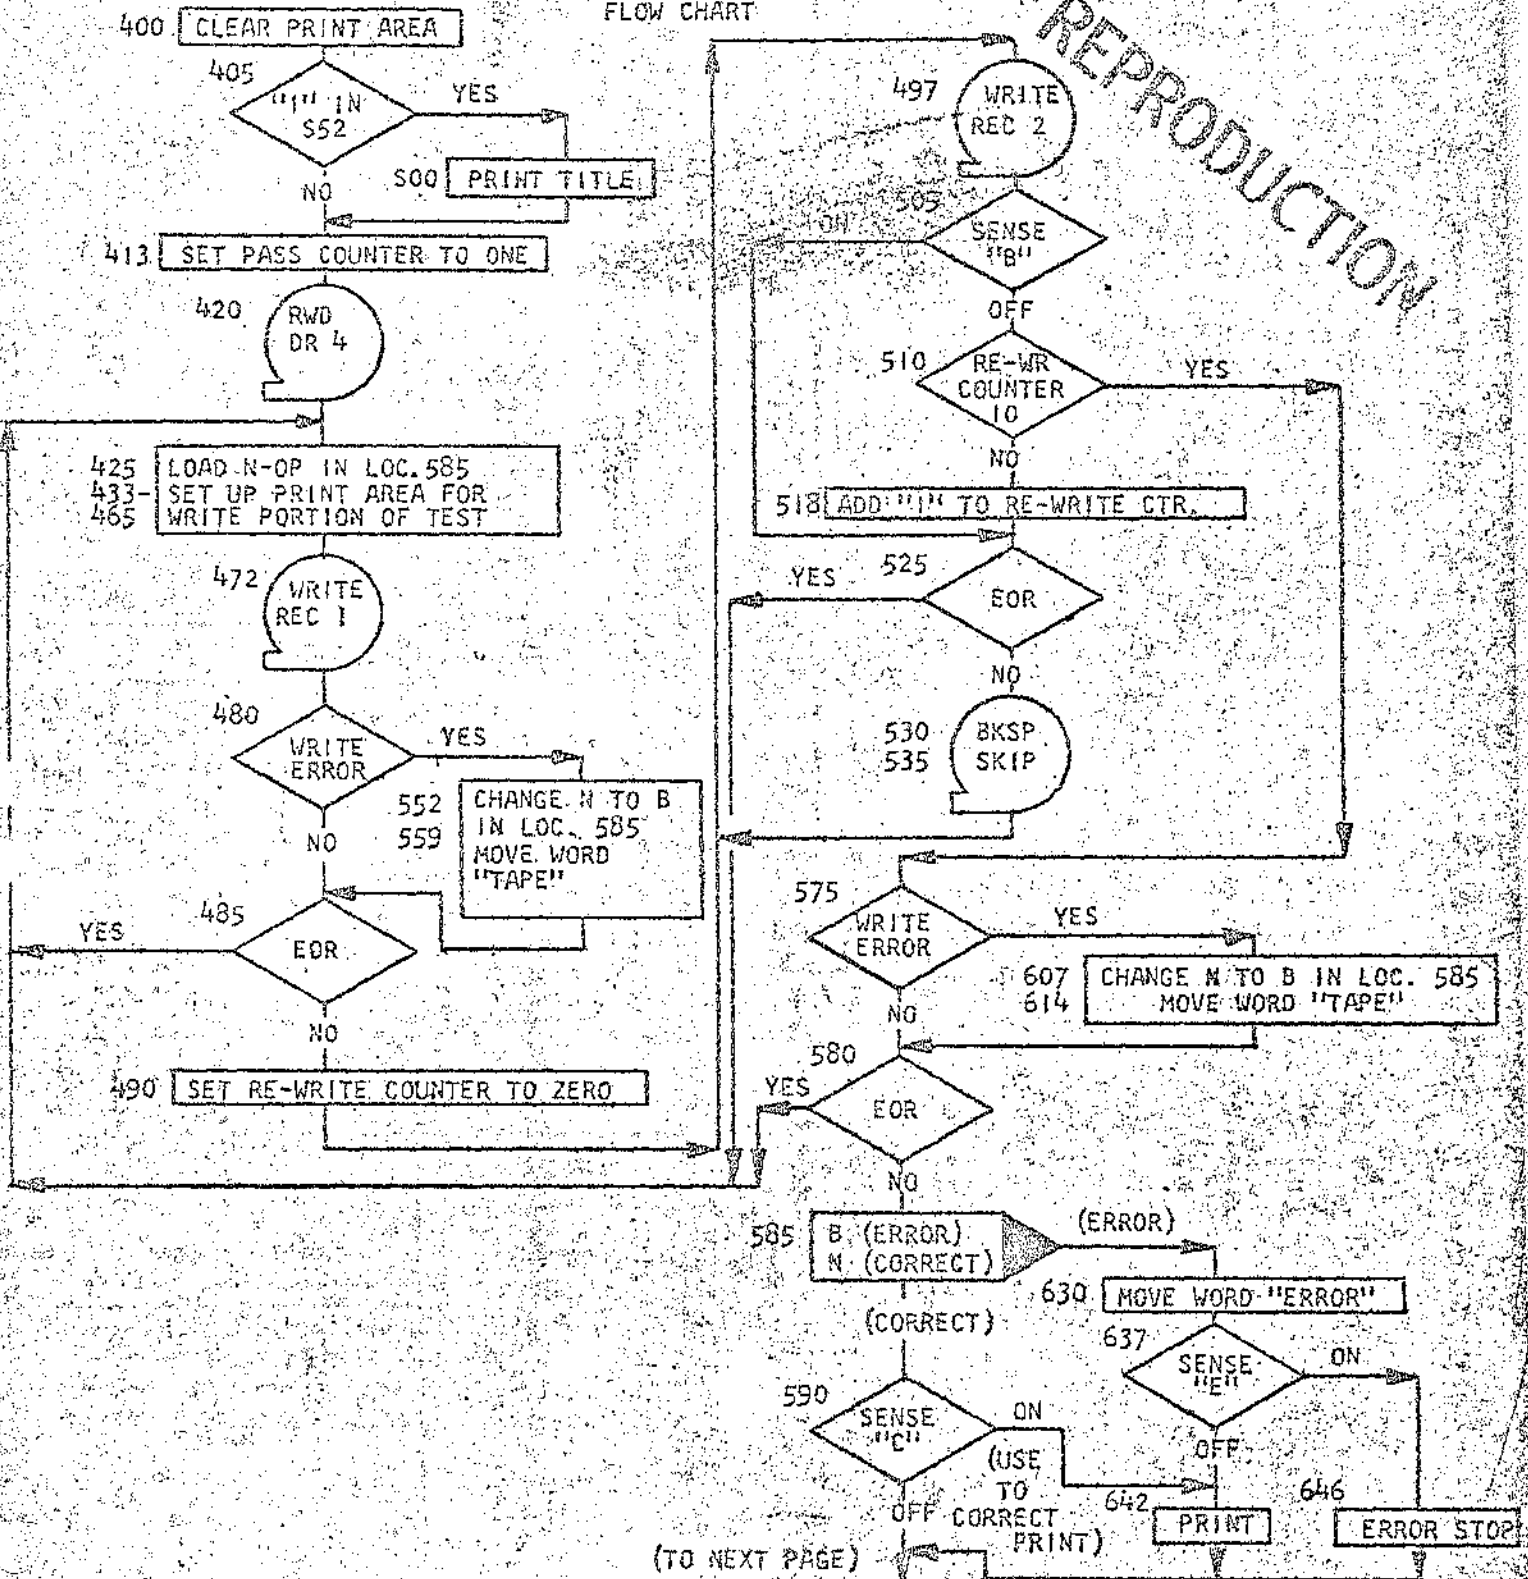 FLOW CHART
REPRODUCTION
400 CLEAR PRINT AREA
405
"1" IN
S52
YES
NO
S00 PRINT TITLE
413 SET PASS COUNTER TO ONE
420
RWD
DR 4
425 LOAD N-OP IN LOC. 585
433- SET UP PRINT AREA FOR
465 WRITE PORTION OF TEST
472
WRITE
REC 1
480
WRITE
ERROR
YES
NO
552
559
CHANGE N TO B
IN LOC. 585
MOVE WORD
"TAPE"
485
EOR
YES
NO
490 SET RE-WRITE COUNTER TO ZERO
497
WRITE
REC 2
505
SENSE
"B"
ON
OFF
510
RE-WR
COUNTER
10
YES
NO
518 ADD "1" TO RE-WRITE CTR.
525
EOR
YES
NO
530
535
BKSP
SKIP
575
WRITE
ERROR
YES
NO
607
614
CHANGE N TO B IN LOC. 585
MOVE WORD "TAPE"
580
EOR
YES
NO
585
B (ERROR)
N (CORRECT)
(ERROR)
(CORRECT)
630 MOVE WORD "ERROR"
637
SENSE
"E"
ON
OFF
590
SENSE
"C"
ON
(USE
TO
CORRECT
PRINT)
OFF
642
PRINT
646
ERROR STOP
(TO NEXT PAGE)